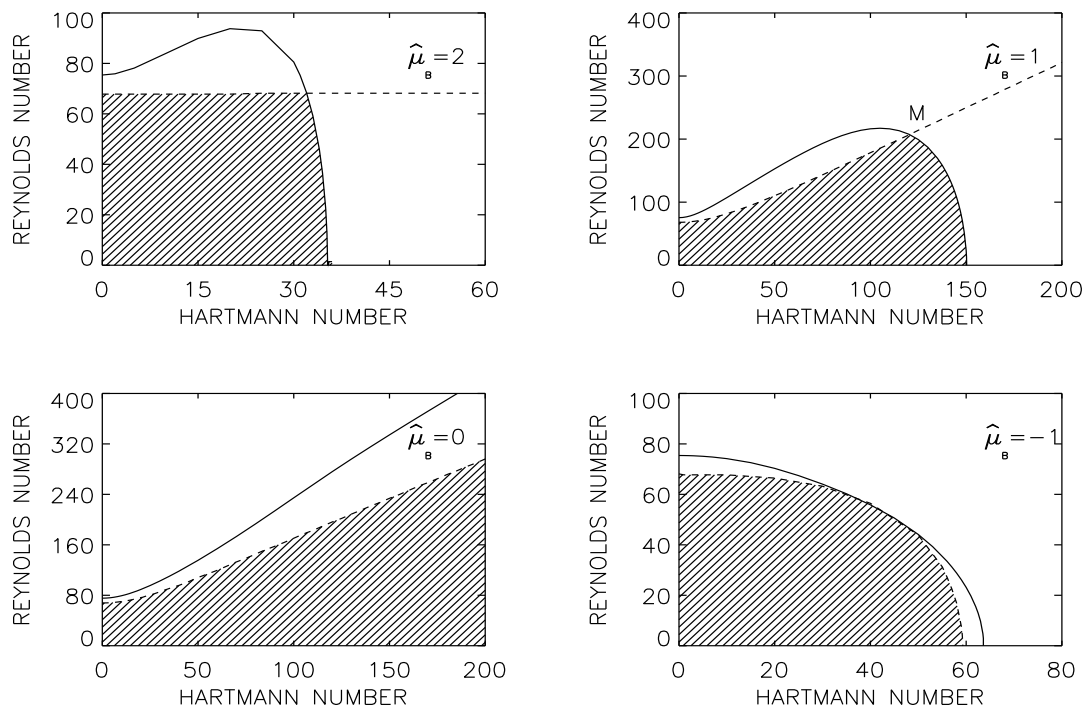 100
80
60
40
20
0
REYNOLDS NUMBER
μ̂_B=2
0 15 30 45 60
HARTMANN NUMBER
400
300
200
100
0
REYNOLDS NUMBER
μ̂_B=1
M
0 50 100 150 200
HARTMANN NUMBER
400
320
240
160
80
0
REYNOLDS NUMBER
μ̂_B=0
0 50 100 150 200
HARTMANN NUMBER
100
80
60
40
20
0
REYNOLDS NUMBER
μ̂_B=-1
0 20 40 60 80
HARTMANN NUMBER